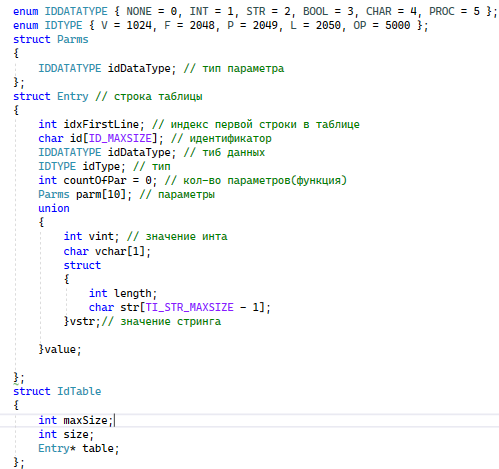 enum IDDATATYPE { NONE = 0, INT = 1, STR = 2, BOOL = 3, CHAR = 4, PROC = 5 };
enum IDTYPE { V = 1024, F = 2048, P = 2049, L = 2050, OP = 5000 };
struct Parms
{
IDDATATYPE idDataType; // тип параметра
};
struct Entry // строка таблицы
{
int idxFirstLine; // индекс первой строки в таблице
char id[ID_MAXSIZE]; // идентификатор
IDDATATYPE idDataType; // тиб данных
IDTYPE idType; // тип
int countOfPar = 0; // кол-во параметров(функция)
Parms parm[10]; // параметры
union
{
int vint; // значение инта
char vchar[1];
struct
{
int length;
char str[TI_STR_MAXSIZE - 1];
}vstr;// значение стринга
}value;
};
struct IdTable
{
int maxSize;
int size;
Entry* table;
};